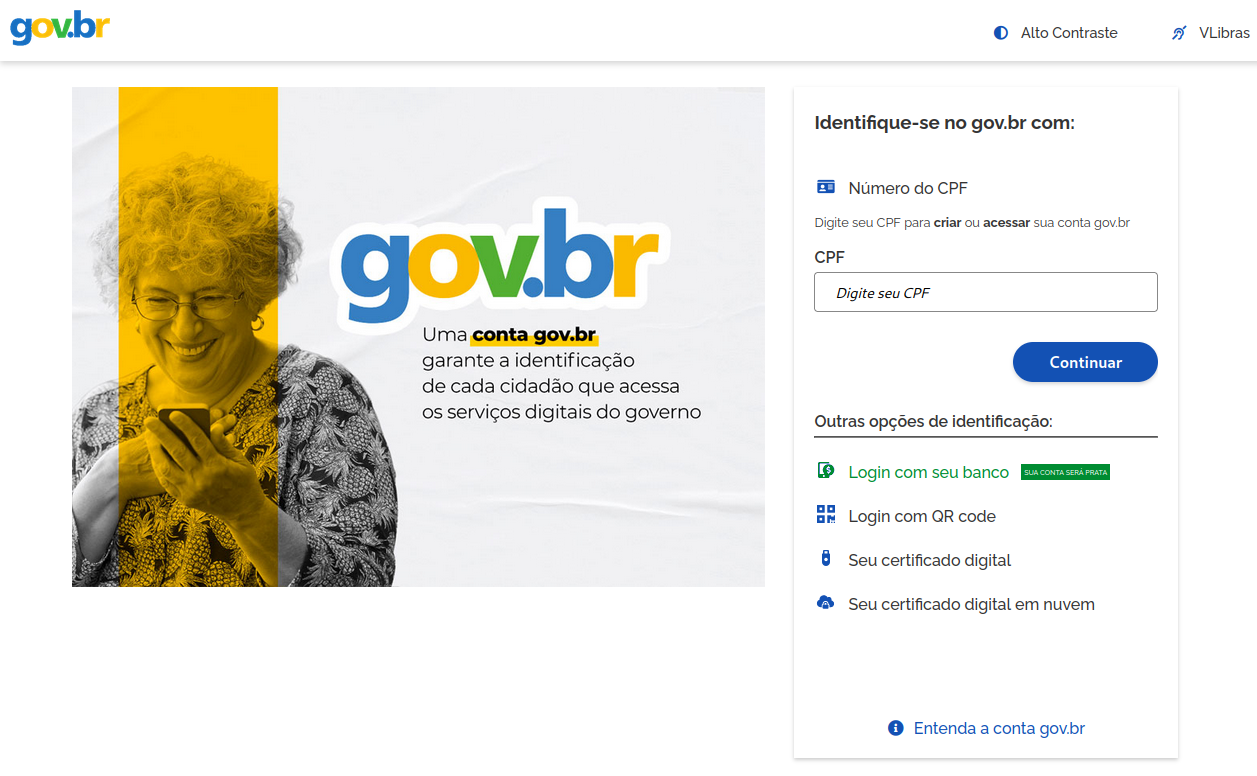 gov.br
Alto Contraste
VLibras
gov.br
Uma conta gov.br
garante a identificação
de cada cidadão que acessa
os serviços digitais do governo
Identifique-se no gov.br com:
Número do CPF
Digite seu CPF para criar ou acessar sua conta gov.br
CPF
Digite seu CPF
Continuar
Outras opções de identificação:
Login com seu banco SUA CONTA SERÁ PRATA
Login com QR code
Seu certificado digital
Seu certificado digital em nuvem
Entenda a conta gov.br